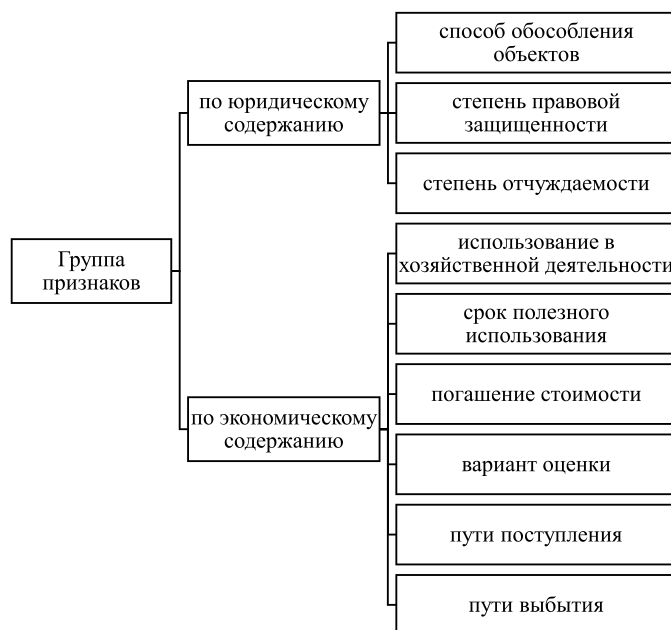 Группа
признаков
по юридическому
содержанию
способ обособления
объектов
степень правовой
защищенности
степень отчуждаемости
по экономическому
содержанию
использование в
хозяйственной деятельности
срок полезного
использования
погашение стоимости
вариант оценки
пути поступления
пути выбытия